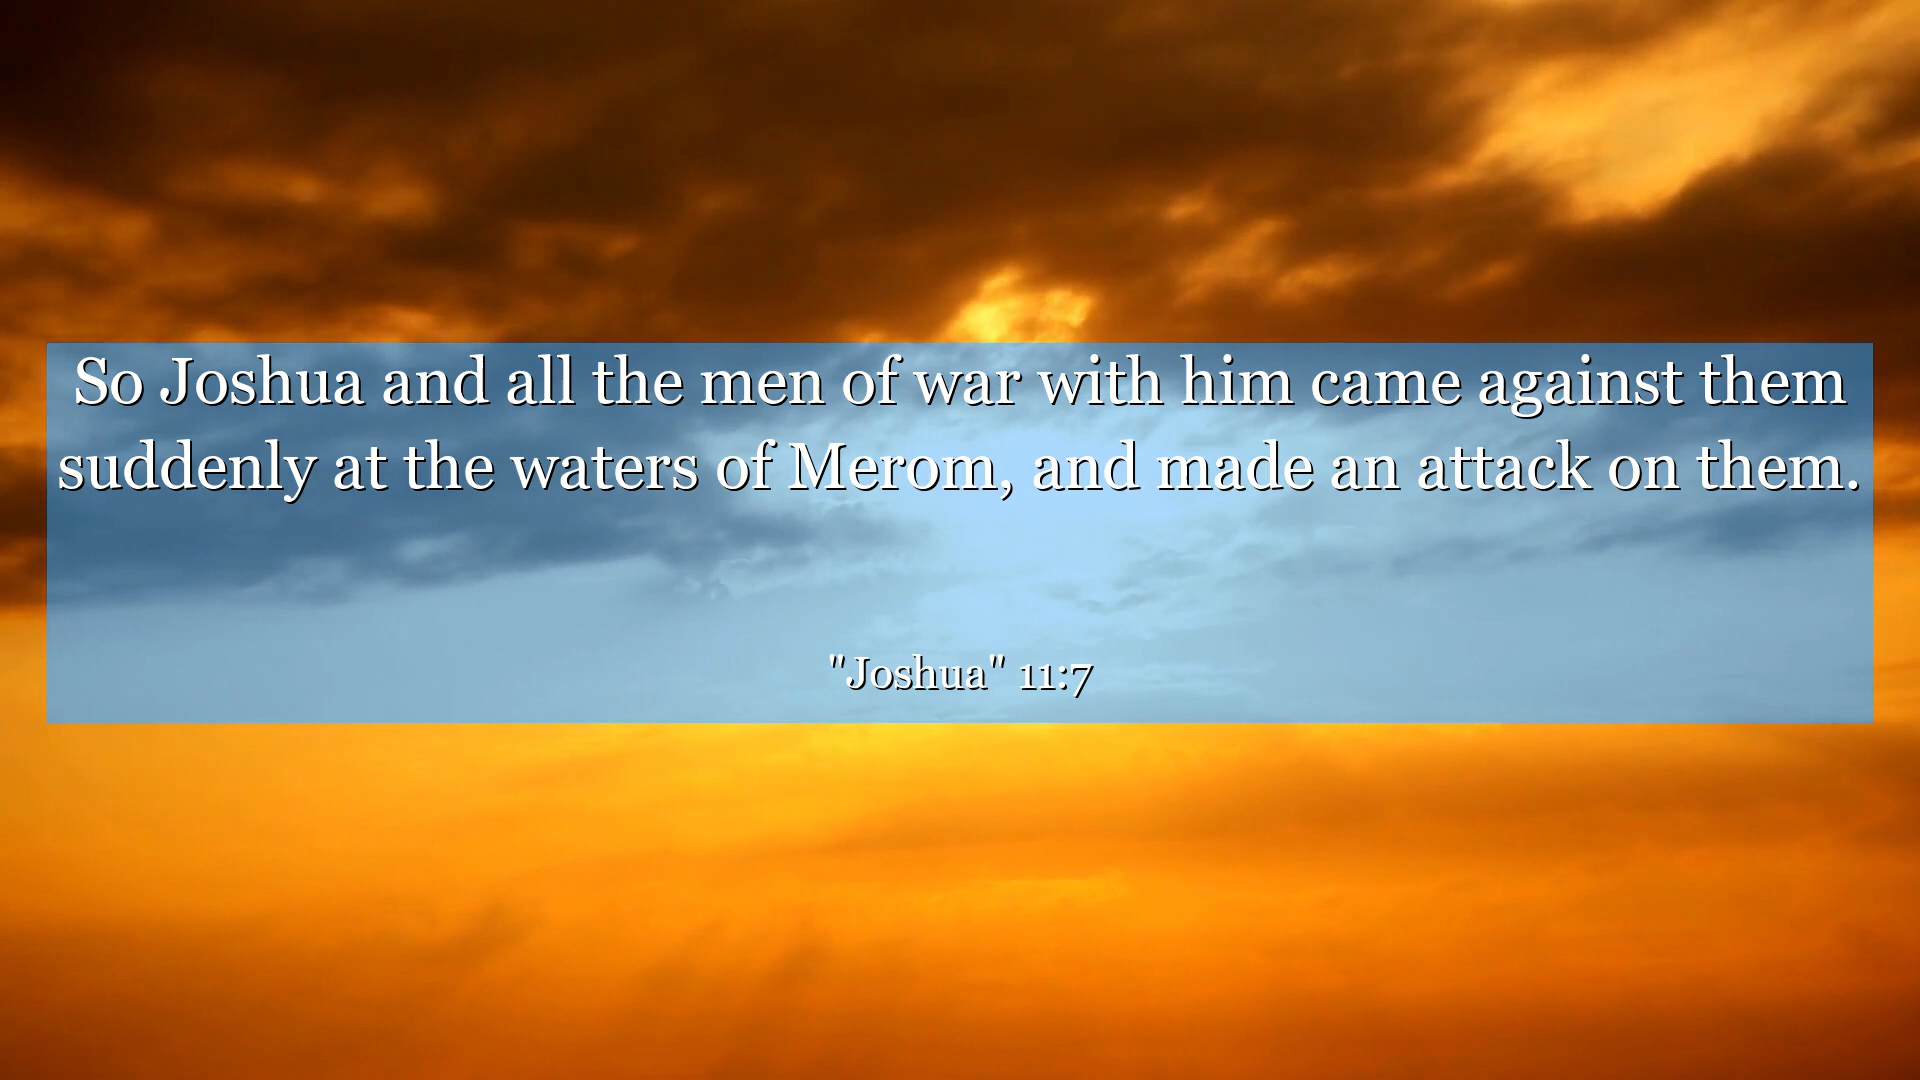 So Joshua and all the men of war with him came against them
suddenly at the waters of Merom, and made an attack on them.
"Joshua" 11:7